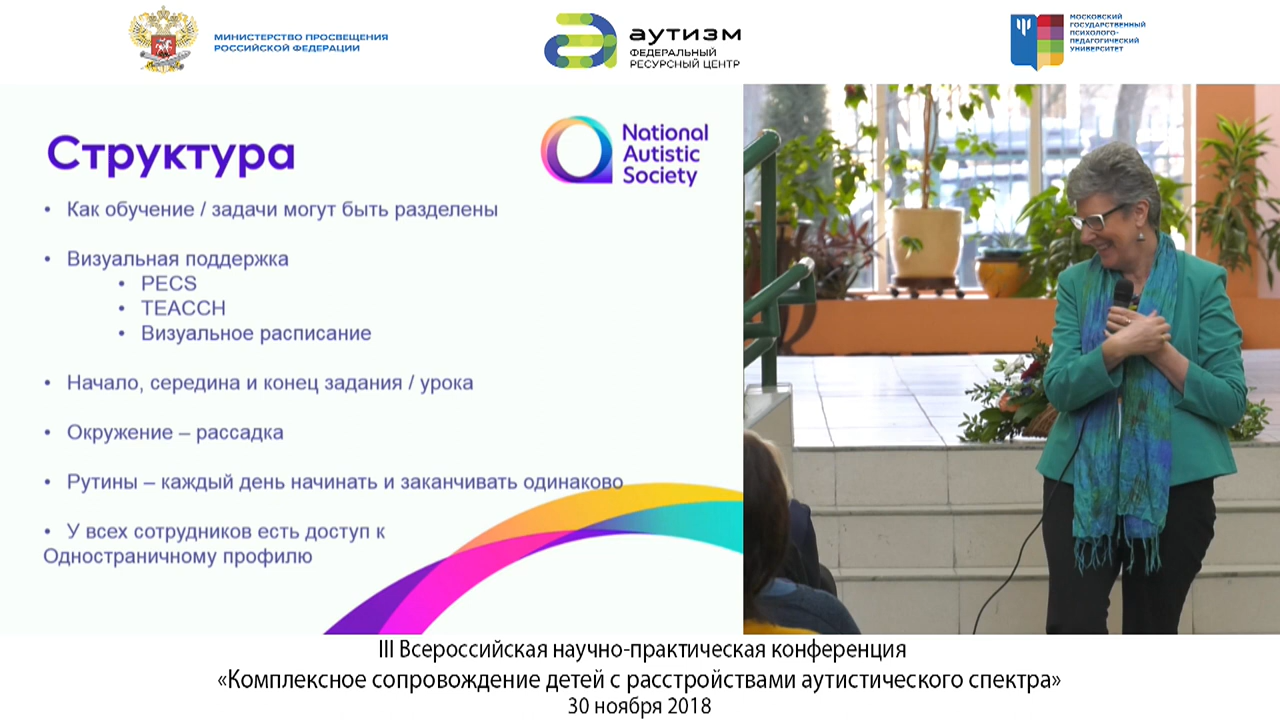 МИНИСТЕРСТВО ПРОСВЕЩЕНИЯ
РОССИЙСКОЙ ФЕДЕРАЦИИ
аутизм
ФЕДЕРАЛЬНЫЙ
РЕСУРСНЫЙ ЦЕНТР
МОСКОВСКИЙ
ГОСУДАРСТВЕННЫЙ
ПСИХОЛОГО-
ПЕДАГОГИЧЕСКИЙ
УНИВЕРСИТЕТ
Структура
National
Autistic
Society
• Как обучение / задачи могут быть разделены
• Визуальная поддержка
• PECS
• TEACCH
• Визуальное расписание
• Начало, середина и конец задания / урока
• Окружение – рассадка
• Рутины – каждый день начинать и заканчивать одинаково
• У всех сотрудников есть доступ к
Одностраничному профилю
III Всероссийская научно-практическая конференция
«Комплексное сопровождение детей с расстройствами аутистического спектра»
30 ноября 2018